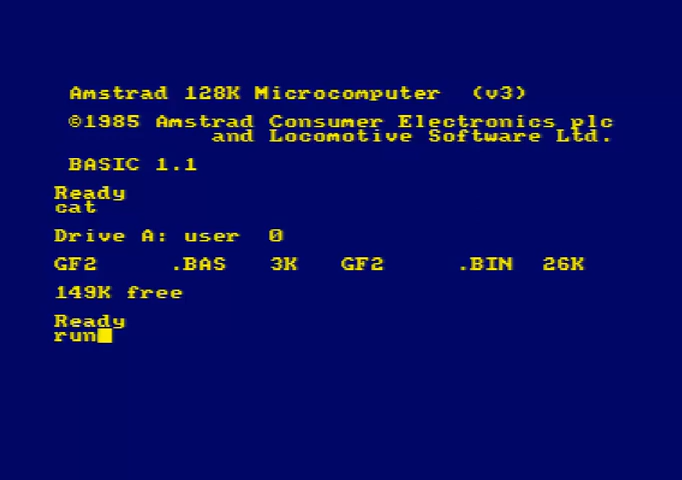 Amstrad 128K Microcomputer (v3)
©1985 Amstrad Consumer Electronics plc
and Locomotive Software Ltd.
BASIC 1.1
Ready
cat
Drive A: user 0
GF2 .BAS 3K GF2 .BIN 26K
149K free
Ready
run